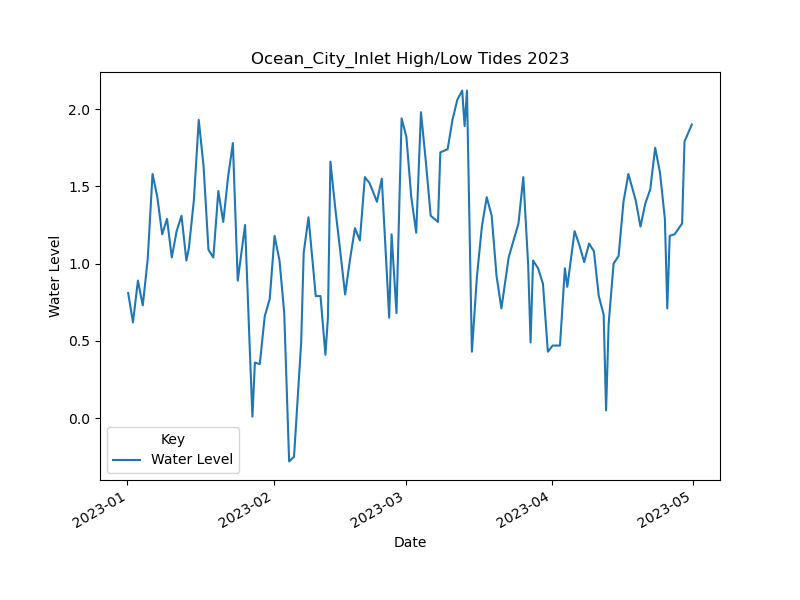 Ocean_City_Inlet High/Low Tides 2023
Water Level
2.0
1.5
1.0
0.5
0.0
Key
Water Level
2023-01
2023-02
2023-03
2023-04
2023-05
Date